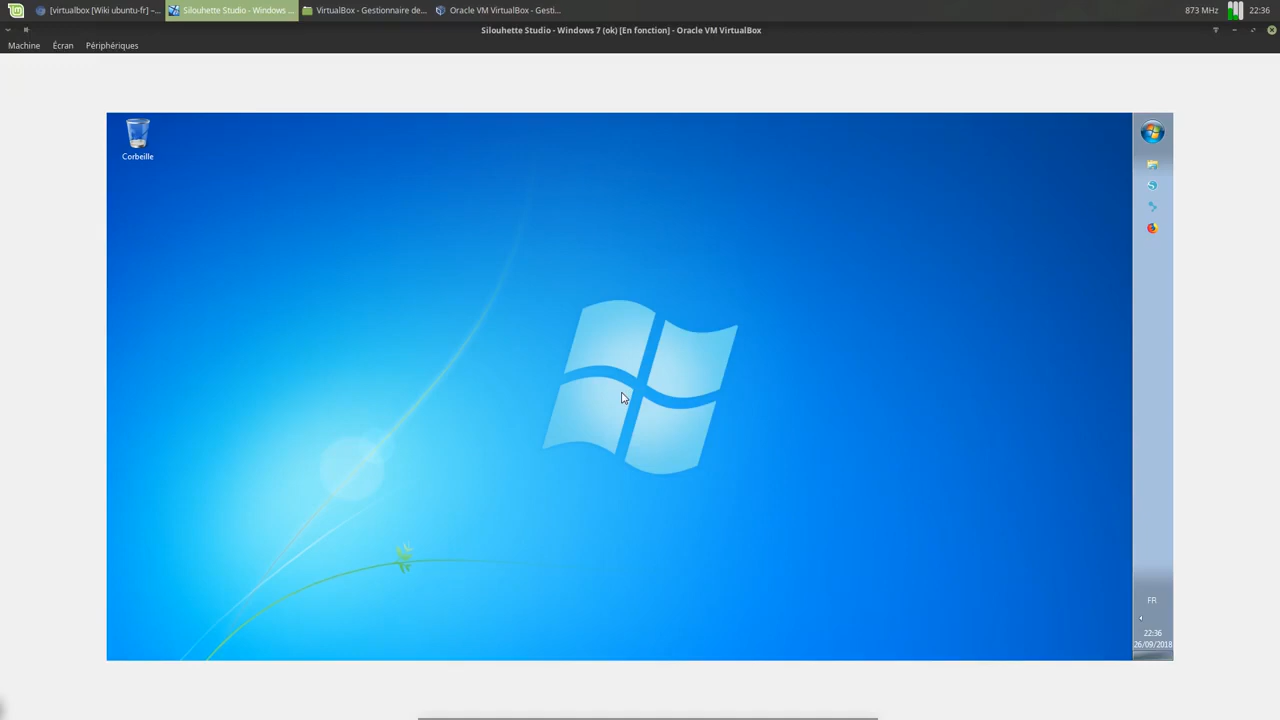 [virtualbox [Wiki ubuntu-fr] –...
Silouhette Studio - Windows ...
VirtualBox - Gestionnaire de...
Oracle VM VirtualBox - Gesti...
873 MHz
22:36
Silouhette Studio - Windows 7 (ok) [En fonction] - Oracle VM VirtualBox
Machine Écran Périphériques
Corbeille
FR
22:36
26/09/2018